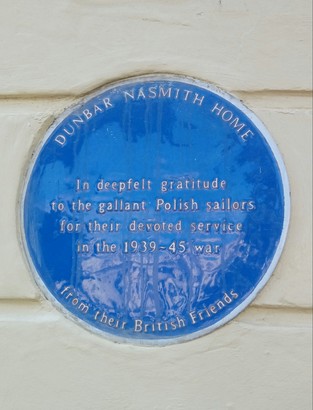 DUNBAR NASMITH HOME
In deepfelt gratitude
to the gallant Polish sailors
for their devoted service
in the 1939-45 war
from their British Friends